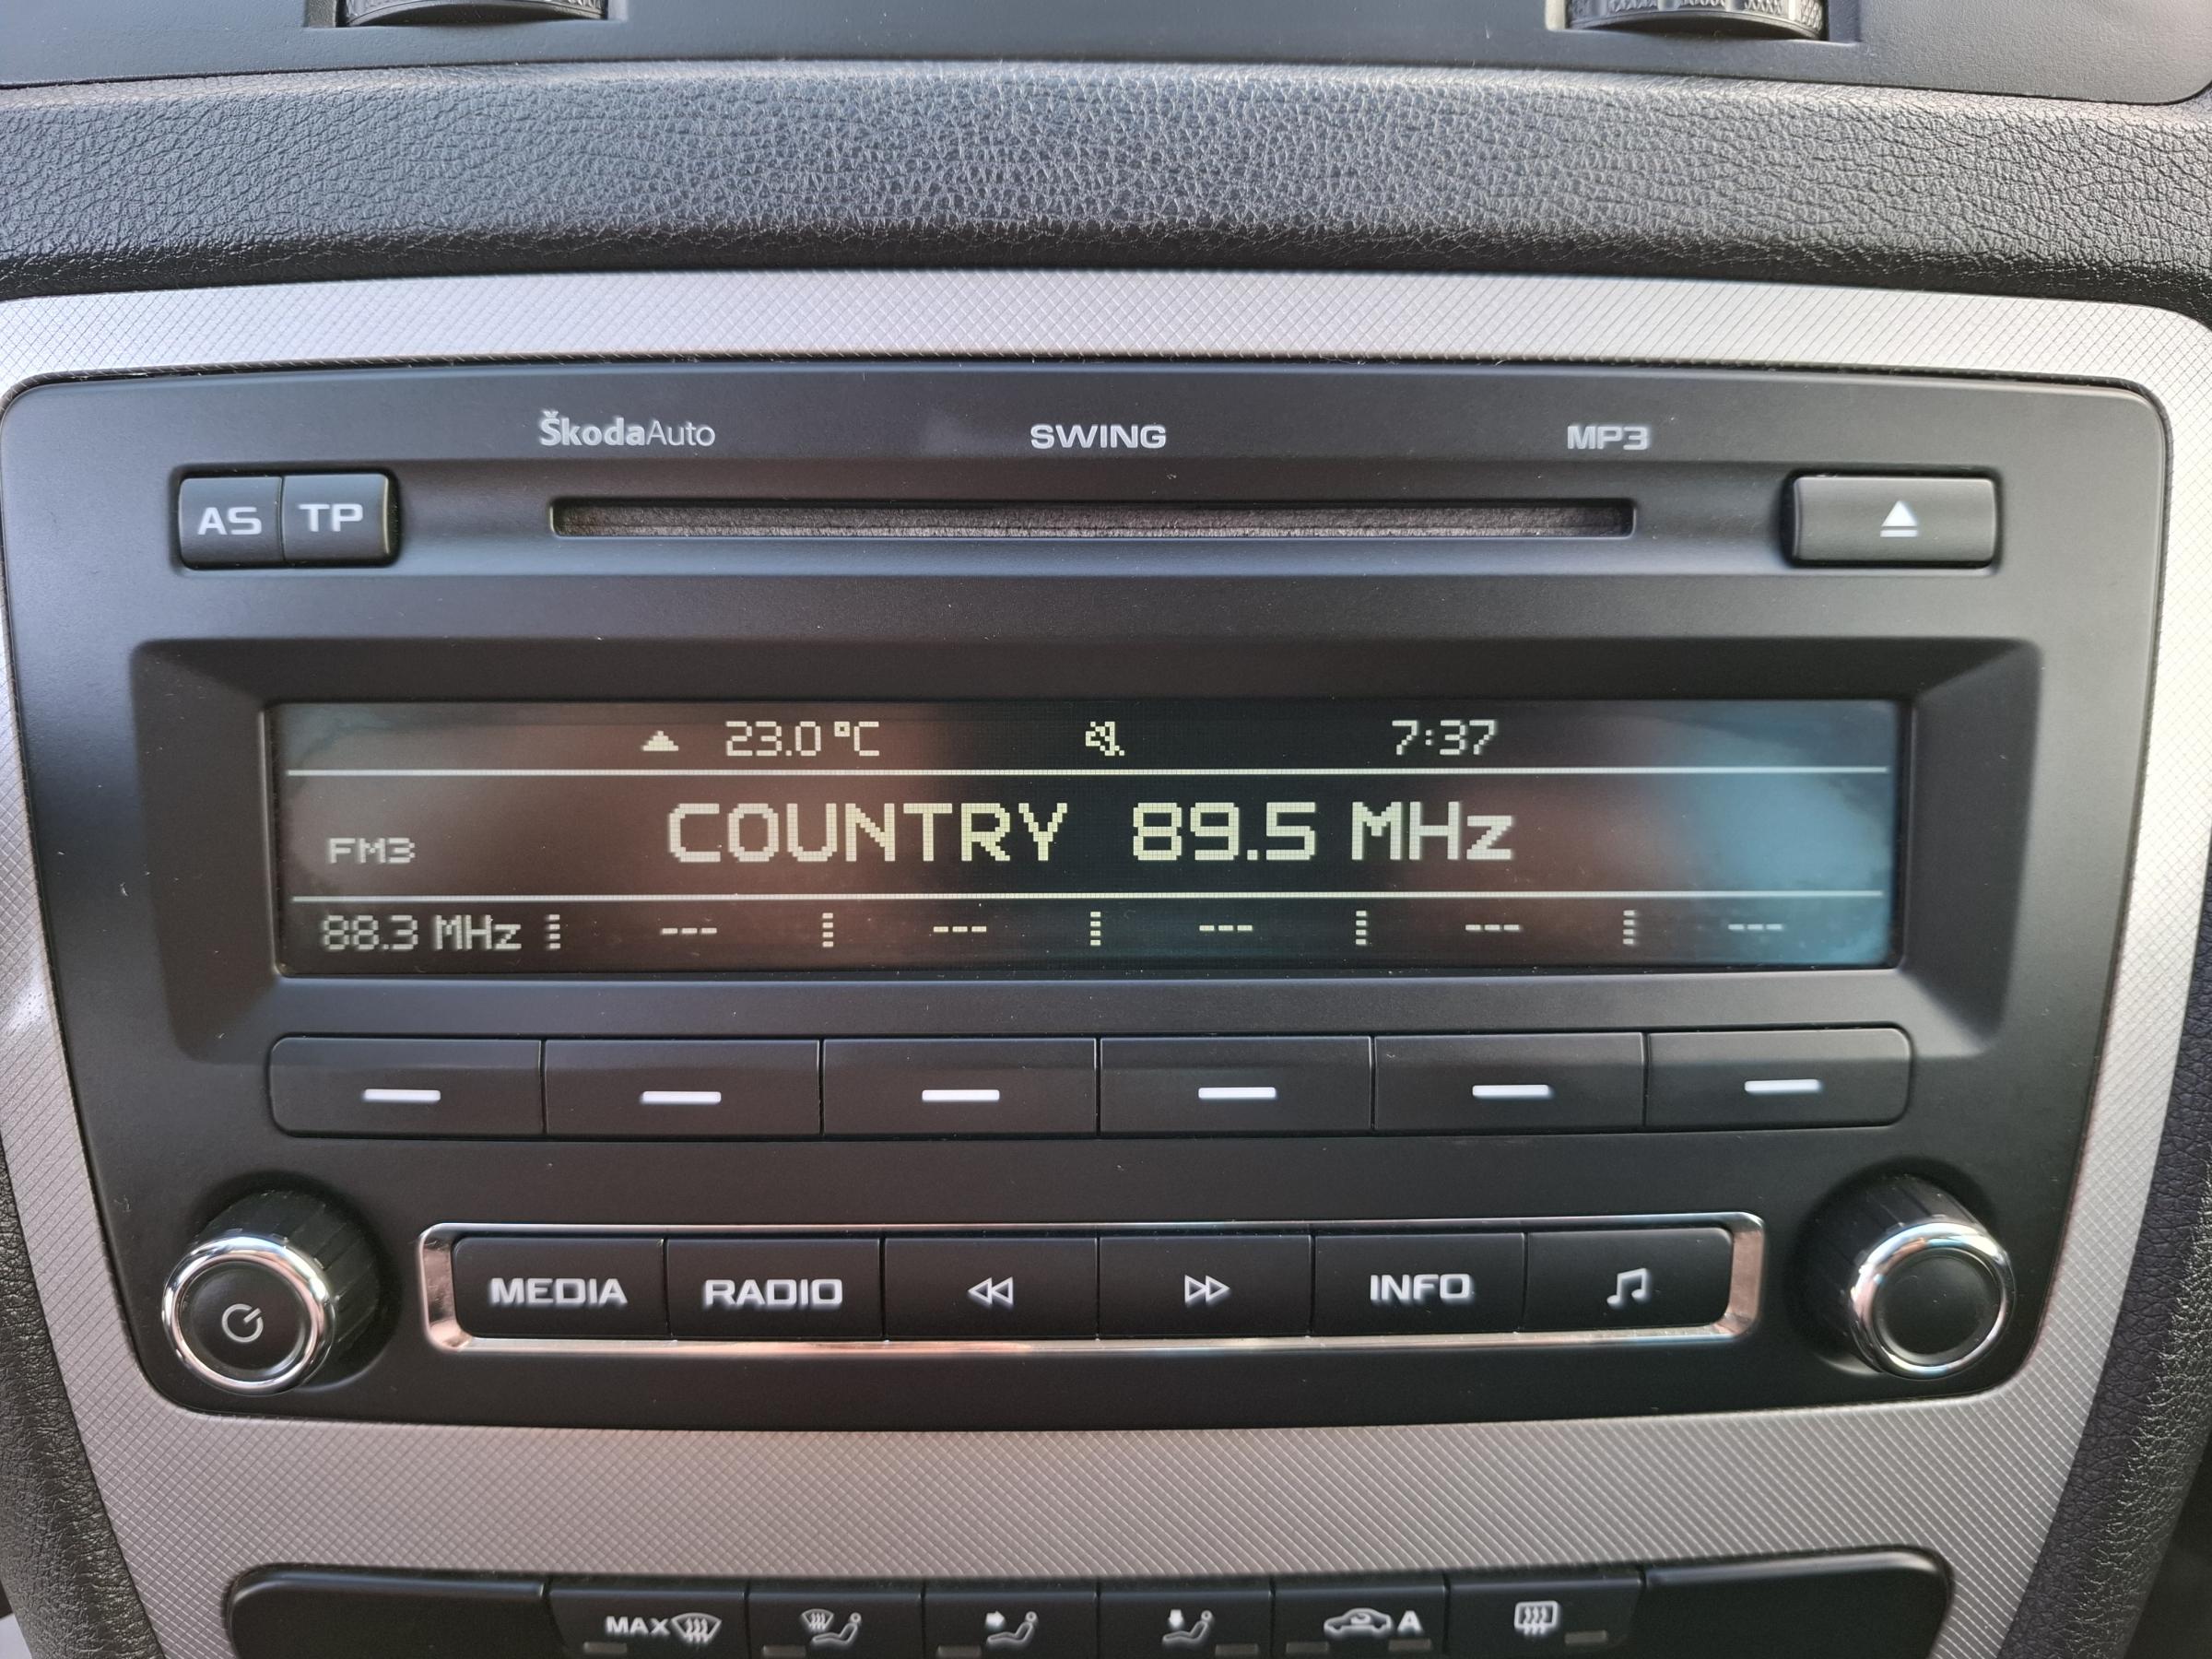 ŠkodaAuto SWING MP3
AS TP
23.0 °C 7:37
FM3 COUNTRY 89.5 MHz
88.3 MHz --- --- --- --- ---
MEDIA RADIO INFO
MAX A